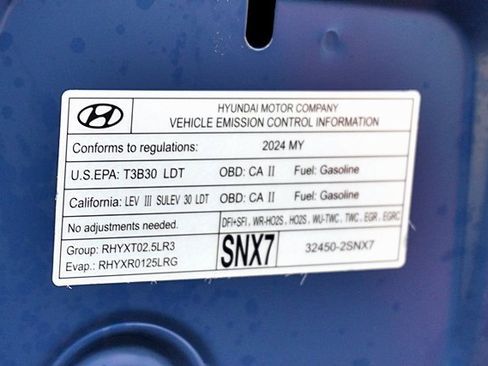 HYUNDAI MOTOR COMPANY
VEHICLE EMISSION CONTROL INFORMATION
Conforms to regulations: 2024 MY
U.S.EPA: T3B30 LDT OBD: CA II Fuel: Gasoline
California: LEV III SULEV 30 LDT OBD: CA II Fuel: Gasoline
No adjustments needed. DFI+SFI, WR-HO2S, HO2S, WU-TWC, TWC, EGR, EGRC
Group: RHYXT02.5LR3
Evap.: RHYXR0125LRG
SNX7
32450-2SNX7